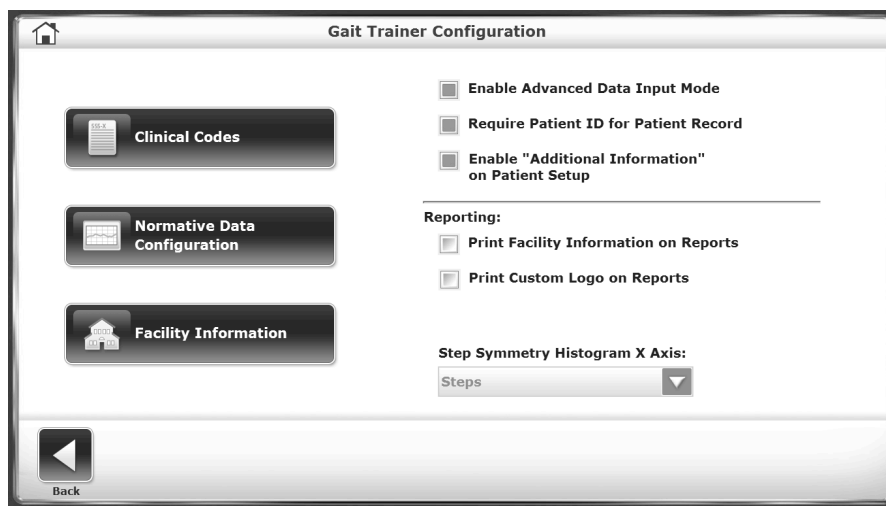 Gait Trainer Configuration
Clinical Codes
Normative Data
Configuration
Facility Information
Enable Advanced Data Input Mode
Require Patient ID for Patient Record
Enable "Additional Information"
on Patient Setup
Reporting:
Print Facility Information on Reports
Print Custom Logo on Reports
Step Symmetry Histogram X Axis:
Steps
Back